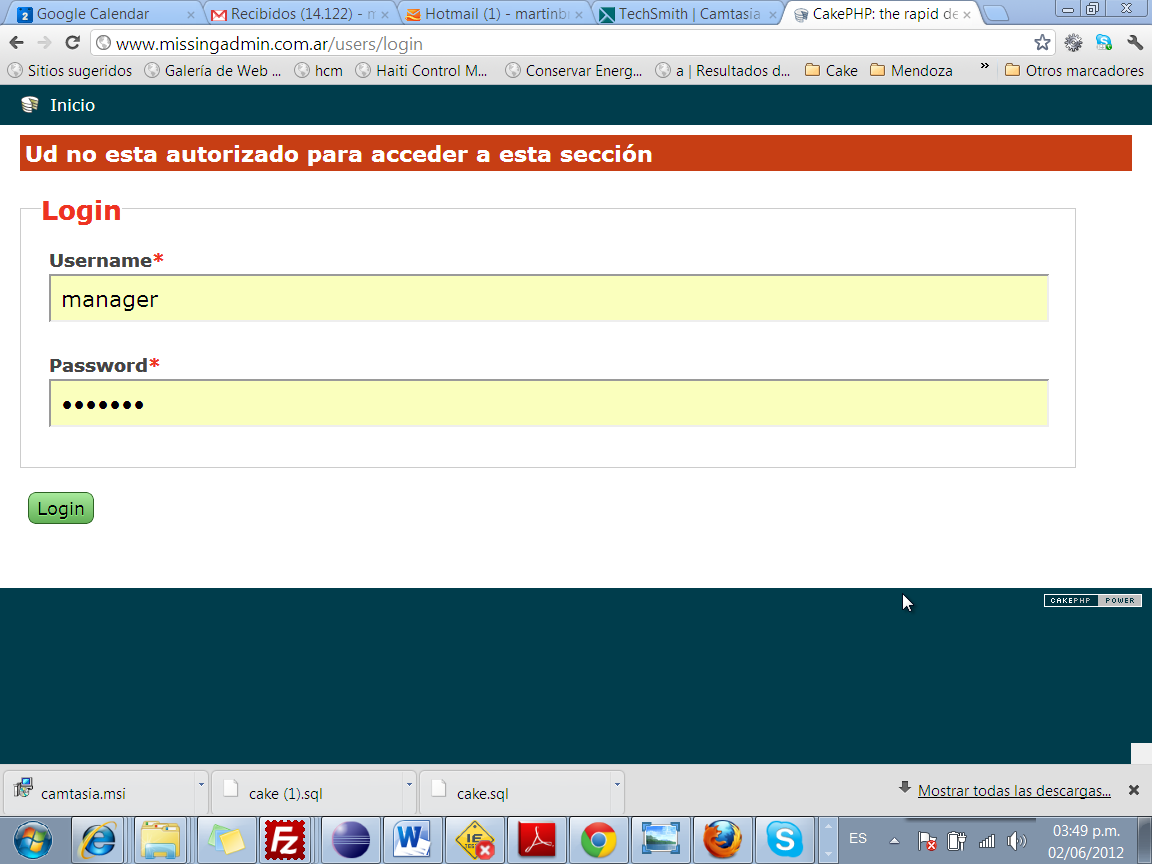 Google Calendar
Recibidos (14.122) - m
Hotmail (1) - martinb
TechSmith | Camtasia
CakePHP: the rapid de
www.missingadmin.com.ar/users/login
Sitios sugeridos
Galería de Web ...
hcm
Haiti Control M...
Conservar Energ...
a | Resultados d...
Cake
Mendoza
»
Otros marcadores
Inicio
Ud no esta autorizado para acceder a esta sección
Login
Username*
manager
Password*
•••••••
Login
CAKEPHP POWER
camtasia.msi
cake (1).sql
cake.sql
Mostrar todas las descargas...
ES
03:49 p.m.
02/06/2012